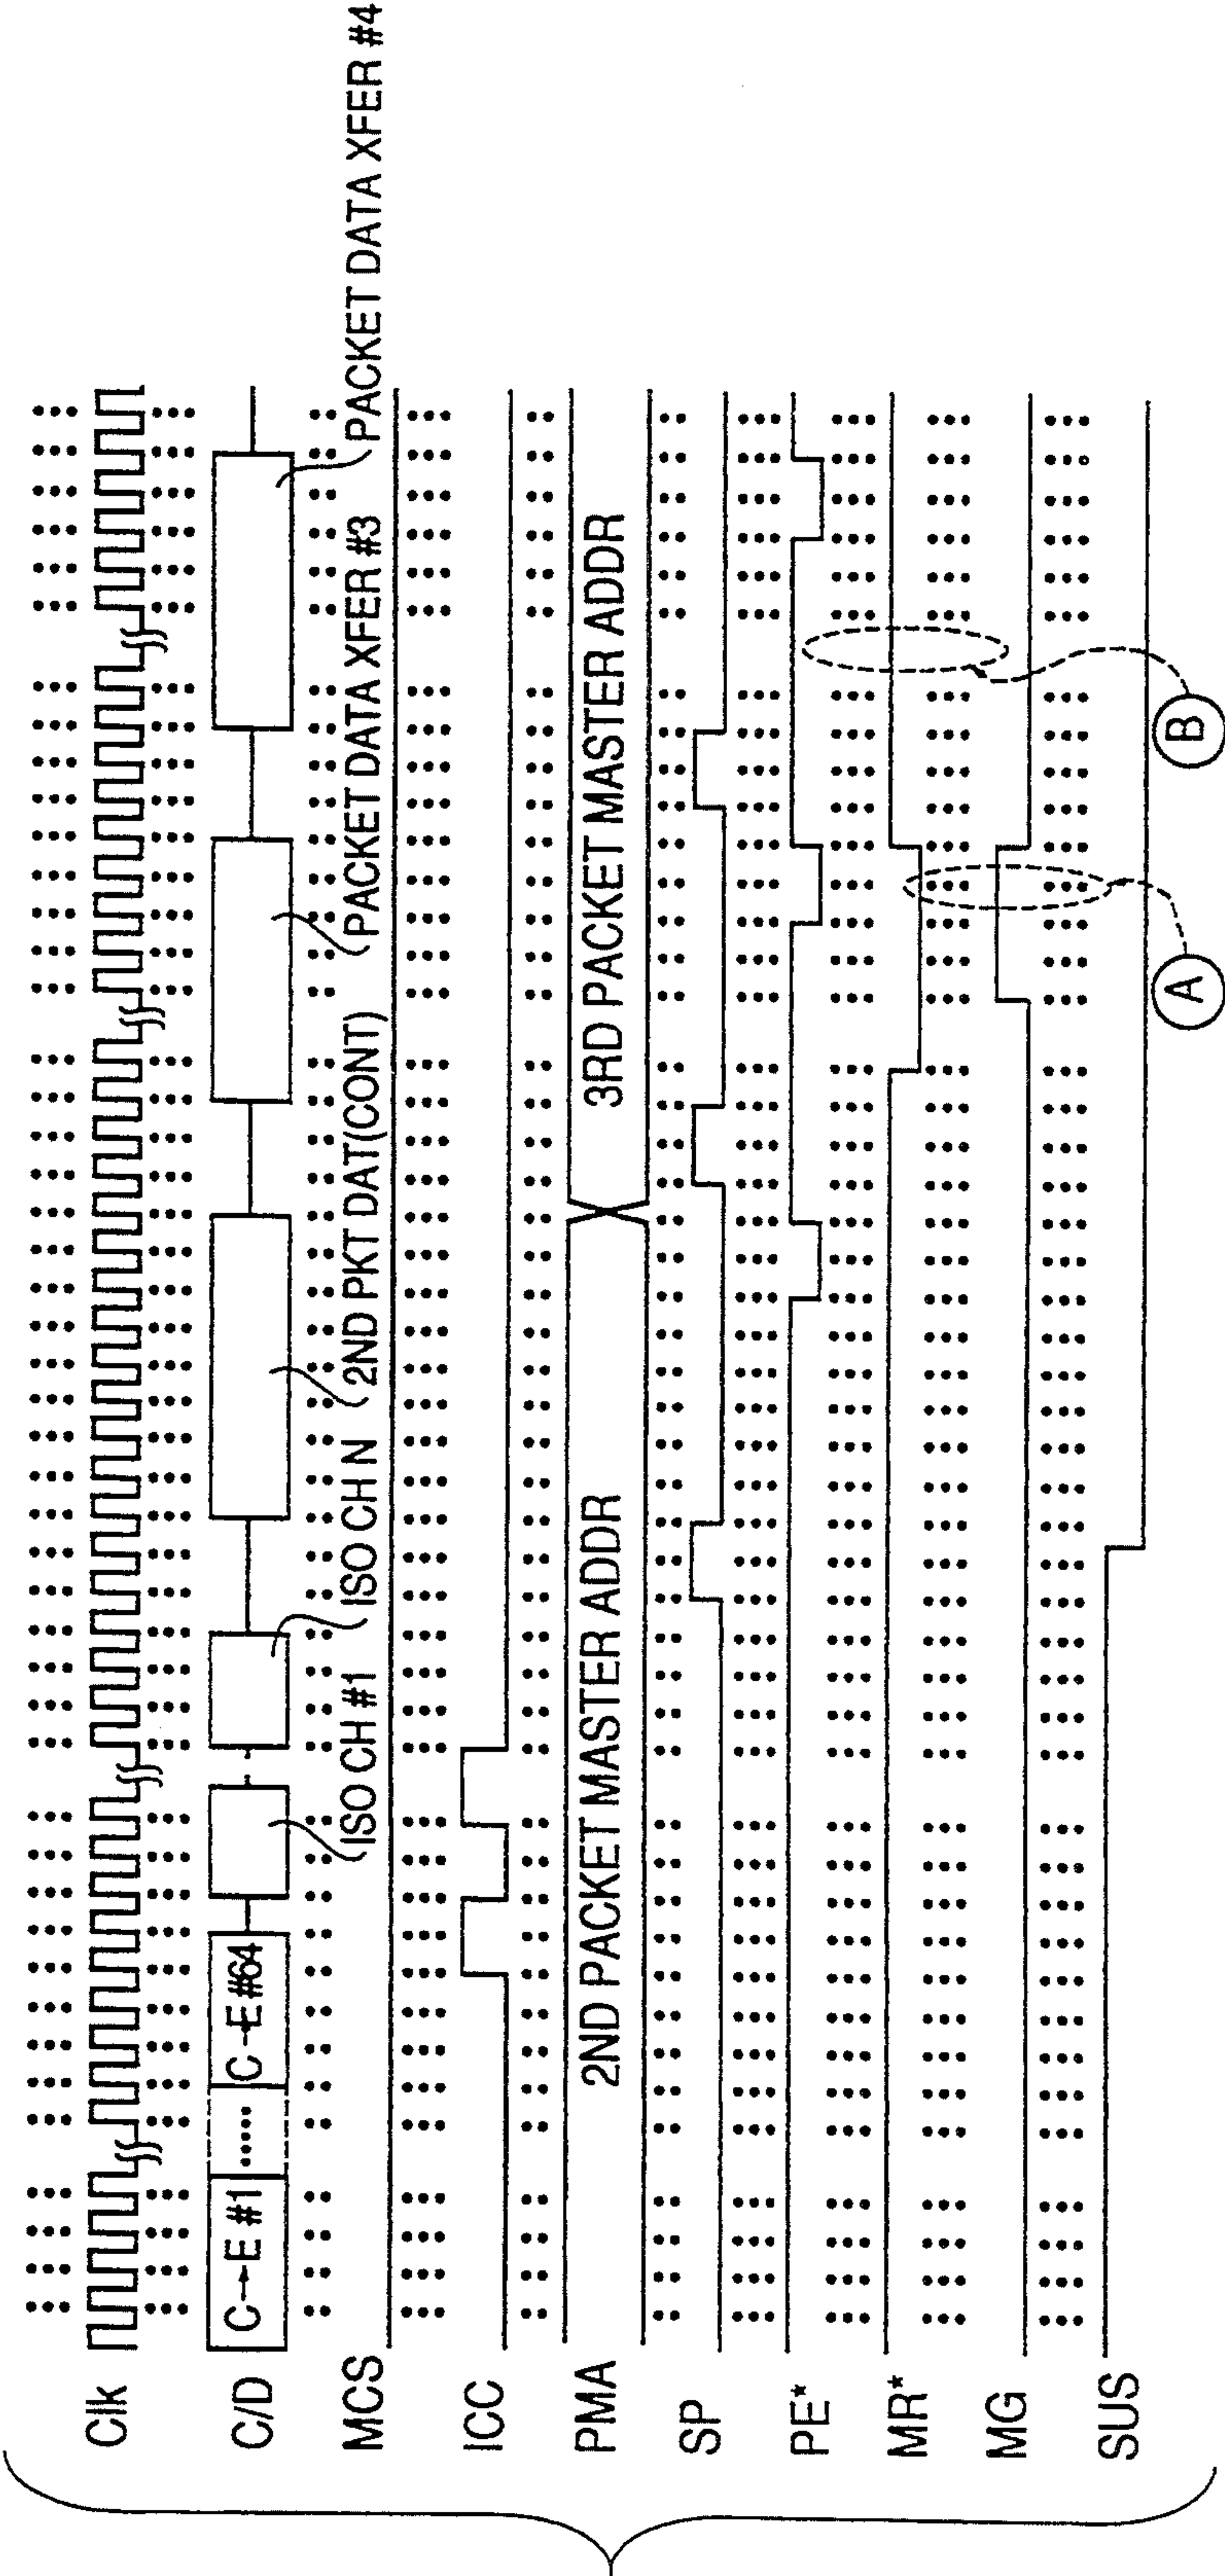 Clk
C/D
C→E #1 ...... C→E #64
ISO CH #1
ISO CH N
2ND PKT DAT(CONT)
PACKET DATA XFER #3
PACKET DATA XFER #4
MCS
ICC
PMA
2ND PACKET MASTER ADDR
3RD PACKET MASTER ADDR
SP
PE*
MR*
MG
SUS
A
B